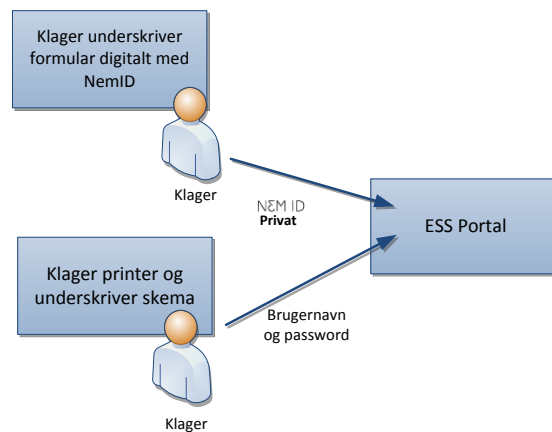 Klager underskriver
formular digitalt med
NemID
Klager
NEM ID
Privat
ESS Portal
Klager printer og
underskriver skema
Brugernavn
og password
Klager